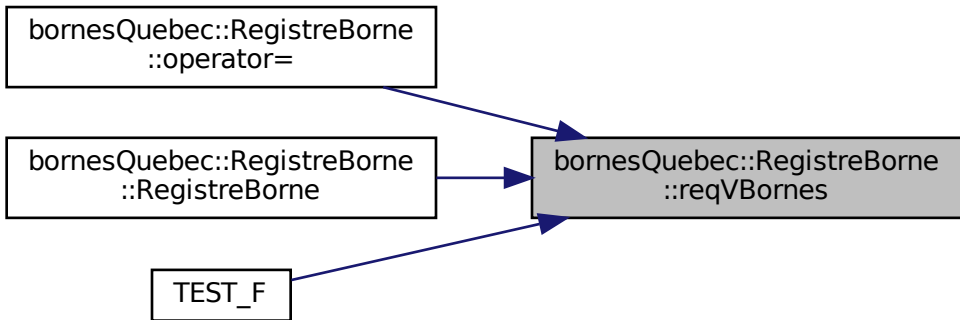 bornesQuebec::RegistreBorne
::operator=
bornesQuebec::RegistreBorne
::RegistreBorne
bornesQuebec::RegistreBorne
::reqVBornes
TEST_F